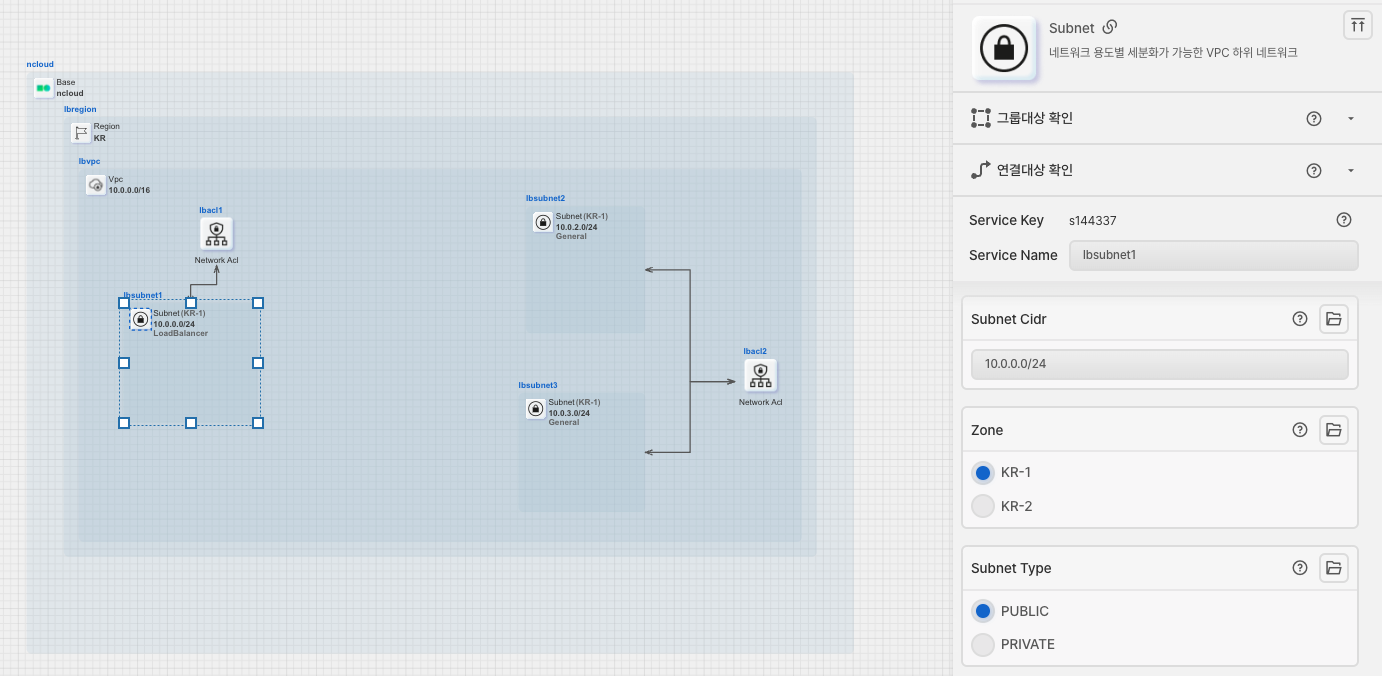 ncloud
Base
ncloud
lbregion
Region
KR
lbvpc
Vpc
10.0.0.0/16
lbacl1
Network Acl
lbsubnet1
Subnet (KR-1)
10.0.0.0/24
LoadBalancer
lbsubnet2
Subnet (KR-1)
10.0.2.0/24
General
lbsubnet3
Subnet (KR-1)
10.0.3.0/24
General
lbacl2
Network Acl
Subnet
네트워크 용도별 세분화가 가능한 VPC 하위 네트워크
그룹대상 확인
연결대상 확인
Service Key s144337
Service Name lbsubnet1
Subnet Cidr
10.0.0.0/24
Zone
KR-1
KR-2
Subnet Type
PUBLIC
PRIVATE